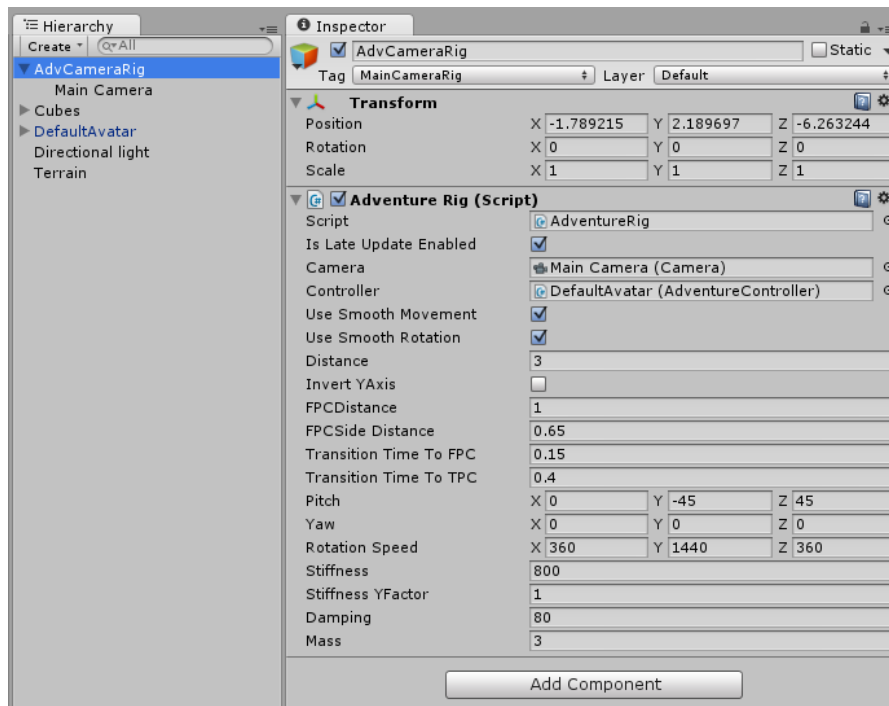 Hierarchy
Create
All
AdvCameraRig
Main Camera
Cubes
DefaultAvatar
Directional light
Terrain
Inspector
AdvCameraRig Static
Tag MainCameraRig Layer Default
Transform
Position X -1.789215 Y 2.189697 Z -6.263244
Rotation X 0 Y 0 Z 0
Scale X 1 Y 1 Z 1
Adventure Rig (Script)
Script AdventureRig
Is Late Update Enabled
Camera Main Camera (Camera)
Controller DefaultAvatar (AdventureController)
Use Smooth Movement
Use Smooth Rotation
Distance 3
Invert YAxis
FPCDistance 1
FPCSide Distance 0.65
Transition Time To FPC 0.15
Transition Time To TPC 0.4
Pitch X 0 Y -45 Z 45
Yaw X 0 Y 0 Z 0
Rotation Speed X 360 Y 1440 Z 360
Stiffness 800
Stiffness YFactor 1
Damping 80
Mass 3
Add Component